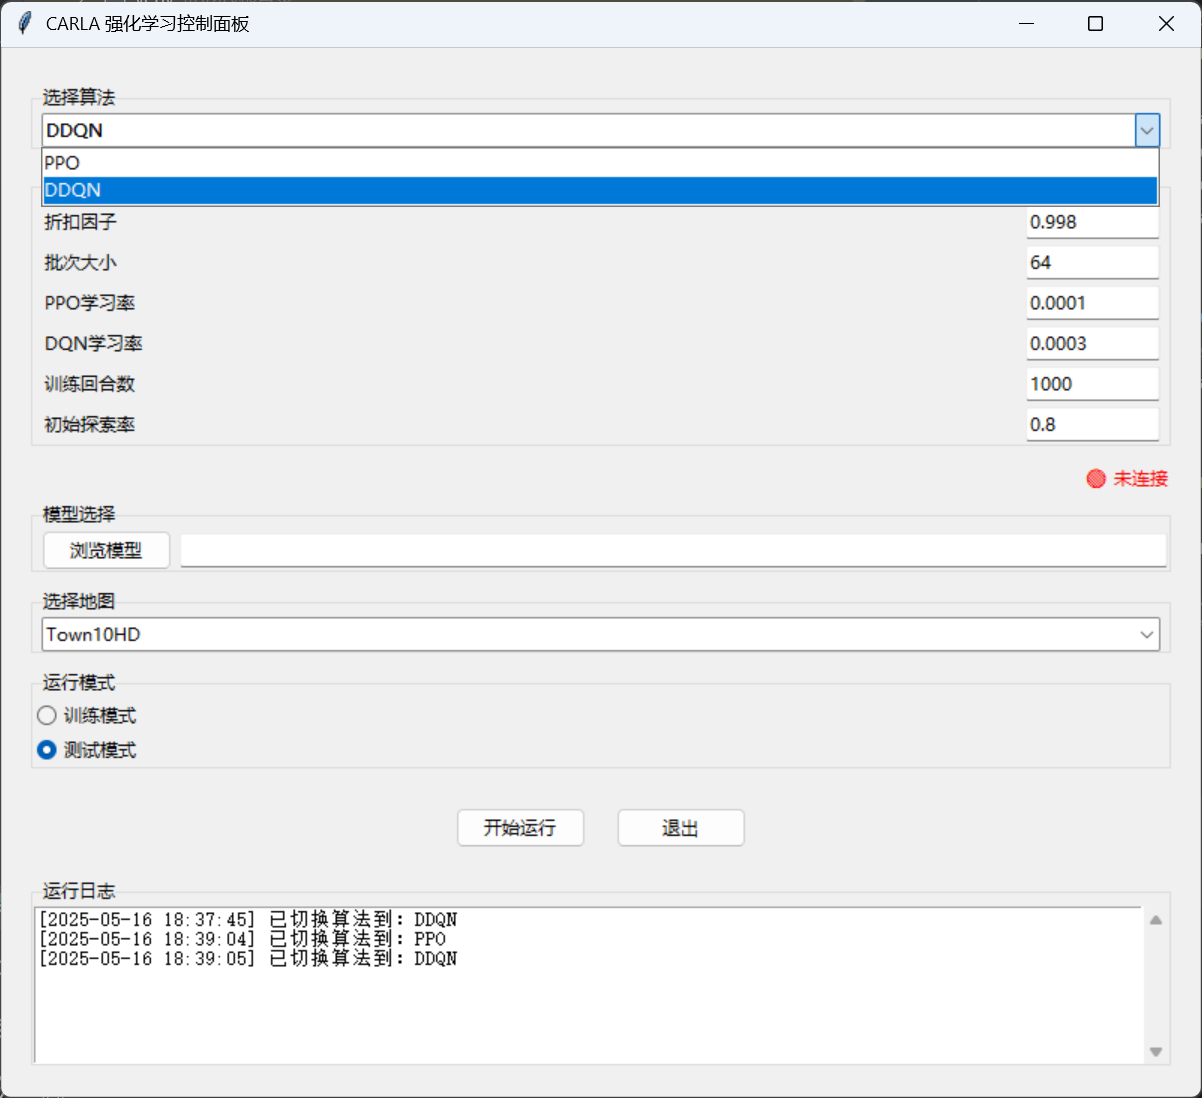 CARLA 强化学习控制面板
选择算法
DDQN
PPO
DDQN
折扣因子 0.998
批次大小 64
PPO学习率 0.0001
DQN学习率 0.0003
训练回合数 1000
初始探索率 0.8
未连接
模型选择
浏览模型
选择地图
Town10HD
运行模式
训练模式
测试模式
开始运行 退出
运行日志
[2025-05-16 18:37:45] 已切换算法到: DDQN
[2025-05-16 18:39:04] 已切换算法到: PPO
[2025-05-16 18:39:05] 已切换算法到: DDQN